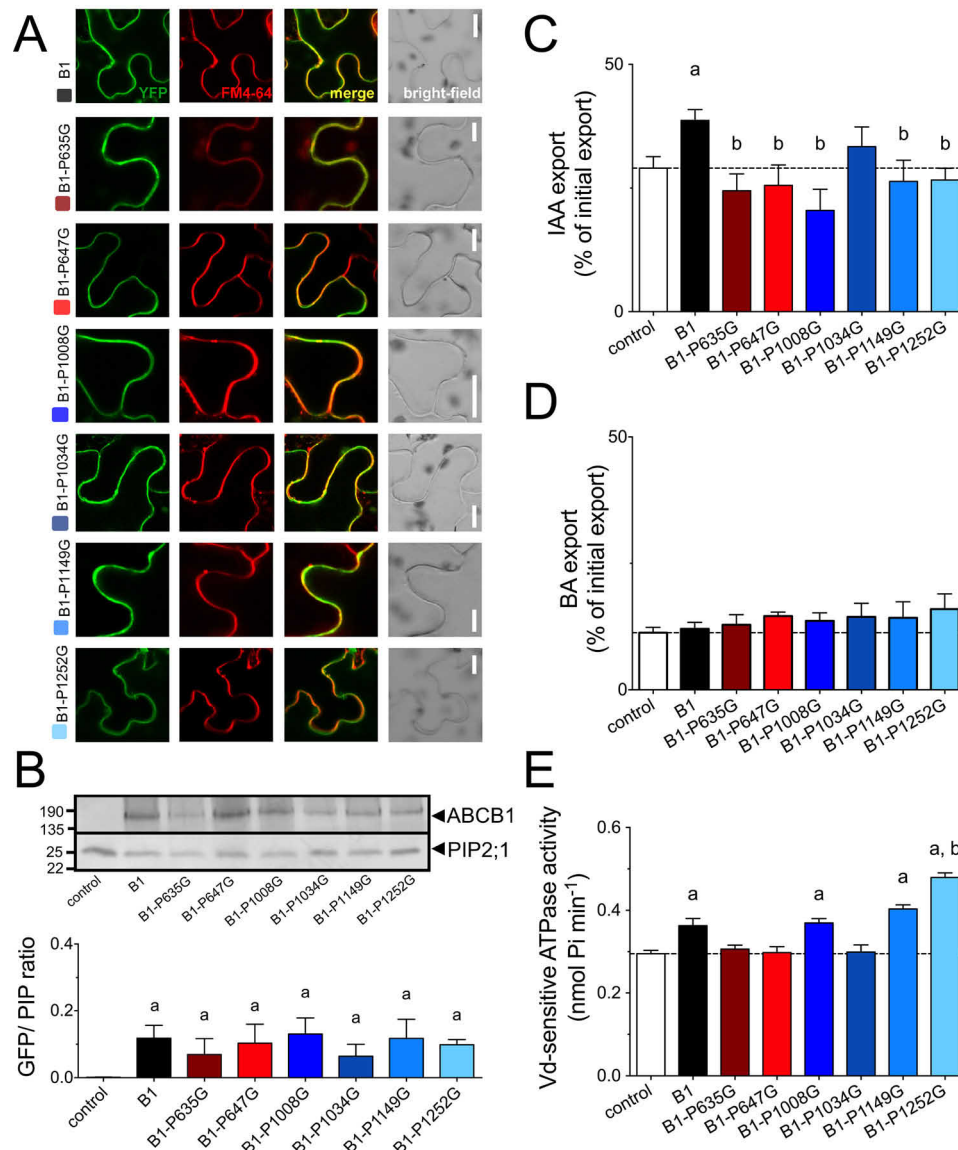 A
B1
YFP
FM4-64
merge
bright-field
B1-P635G
B1-P647G
B1-P1008G
B1-P1034G
B1-P1149G
B1-P1252G
B
190
135
25
22
ABCB1
PIP2;1
control
B1
B1-P635G
B1-P647G
B1-P1008G
B1-P1034G
B1-P1149G
B1-P1252G
GFP/ PIP ratio
0.4
0.2
0.0
a
a
a
a
a
a
a
control
B1
B1-P635G
B1-P647G
B1-P1008G
B1-P1034G
B1-P1149G
B1-P1252G
C
IAA export
(% of initial export)
50
0
a
b
b
b
b
b
control
B1
B1-P635G
B1-P647G
B1-P1008G
B1-P1034G
B1-P1149G
B1-P1252G
D
BA export
(% of initial export)
50
0
control
B1
B1-P635G
B1-P647G
B1-P1008G
B1-P1034G
B1-P1149G
B1-P1252G
E
Vd-sensitive ATPase activity
(nmol Pi min⁻¹)
0.6
0.4
0.2
0.0
a
a
a
a, b
control
B1
B1-P635G
B1-P647G
B1-P1008G
B1-P1034G
B1-P1149G
B1-P1252G